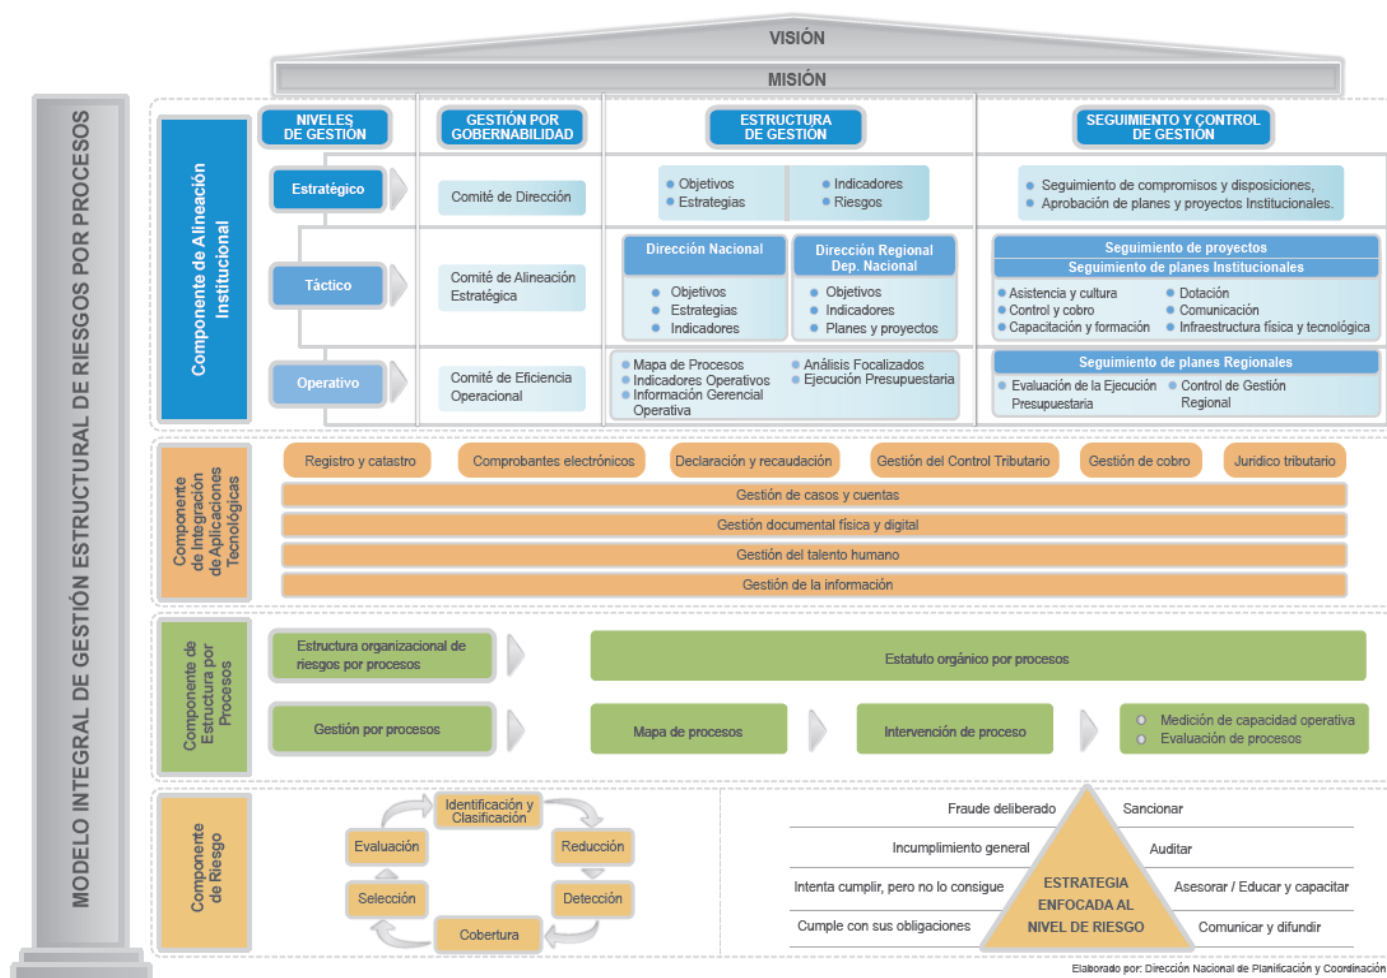 VISIÓN
MISIÓN
MODELO INTEGRAL DE GESTIÓN ESTRUCTURAL DE RIESGOS POR PROCESOS
Componente de Alineación
Institucional
NIVELES
DE GESTIÓN
GESTIÓN POR
GOBERNABILIDAD
ESTRUCTURA
DE GESTIÓN
SEGUIMIENTO Y CONTROL
DE GESTIÓN
Estratégico
Comité de Dirección
Objetivos
Estrategias
Indicadores
Riesgos
Seguimiento de compromisos y disposiciones,
Aprobación de planes y proyectos Institucionales.
Táctico
Comité de Alineación
Estratégica
Dirección Nacional
Objetivos
Estrategias
Indicadores
Dirección Regional
Dep. Nacional
Objetivos
Indicadores
Planes y proyectos
Seguimiento de proyectos
Seguimiento de planes Institucionales
Asistencia y cultura
Control y cobro
Capacitación y formación
Dotación
Comunicación
Infraestructura física y tecnológica
Operativo
Comité de Eficiencia
Operacional
Mapa de Procesos
Indicadores Operativos
Información Gerencial
Operativa
Análisis Focalizados
Ejecución Presupuestaria
Seguimiento de planes Regionales
Evaluación de la Ejecución
Presupuestaria
Control de Gestión
Regional
Componente
de Integración
de Aplicaciones
Tecnológicas
Registro y catastro
Comprobantes electrónicos
Declaración y recaudación
Gestión del Control Tributario
Gestión de cobro
Juridico tributario
Gestión de casos y cuentas
Gestión documental física y digital
Gestión del talento humano
Gestión de la información
Componente de
Estructura por
Procesos
Estructura organizacional de
riesgos por procesos
Estatuto orgánico por procesos
Gestión por procesos
Mapa de procesos
Intervención de proceso
Medición de capacidad operativa
Evaluación de procesos
Componente
de Riesgo
Identificación y
Clasificación
Evaluación
Reducción
Selección
Detección
Cobertura
Fraude deliberado
Sancionar
Incumplimiento general
Auditar
Intenta cumplir, pero no lo consigue
Asesorar / Educar y capacitar
Cumple con sus obligaciones
Comunicar y difundir
ESTRATEGIA
ENFOCADA AL
NIVEL DE RIESGO
Elaborado por: Dirección Nacional de Planificación y Coordinación